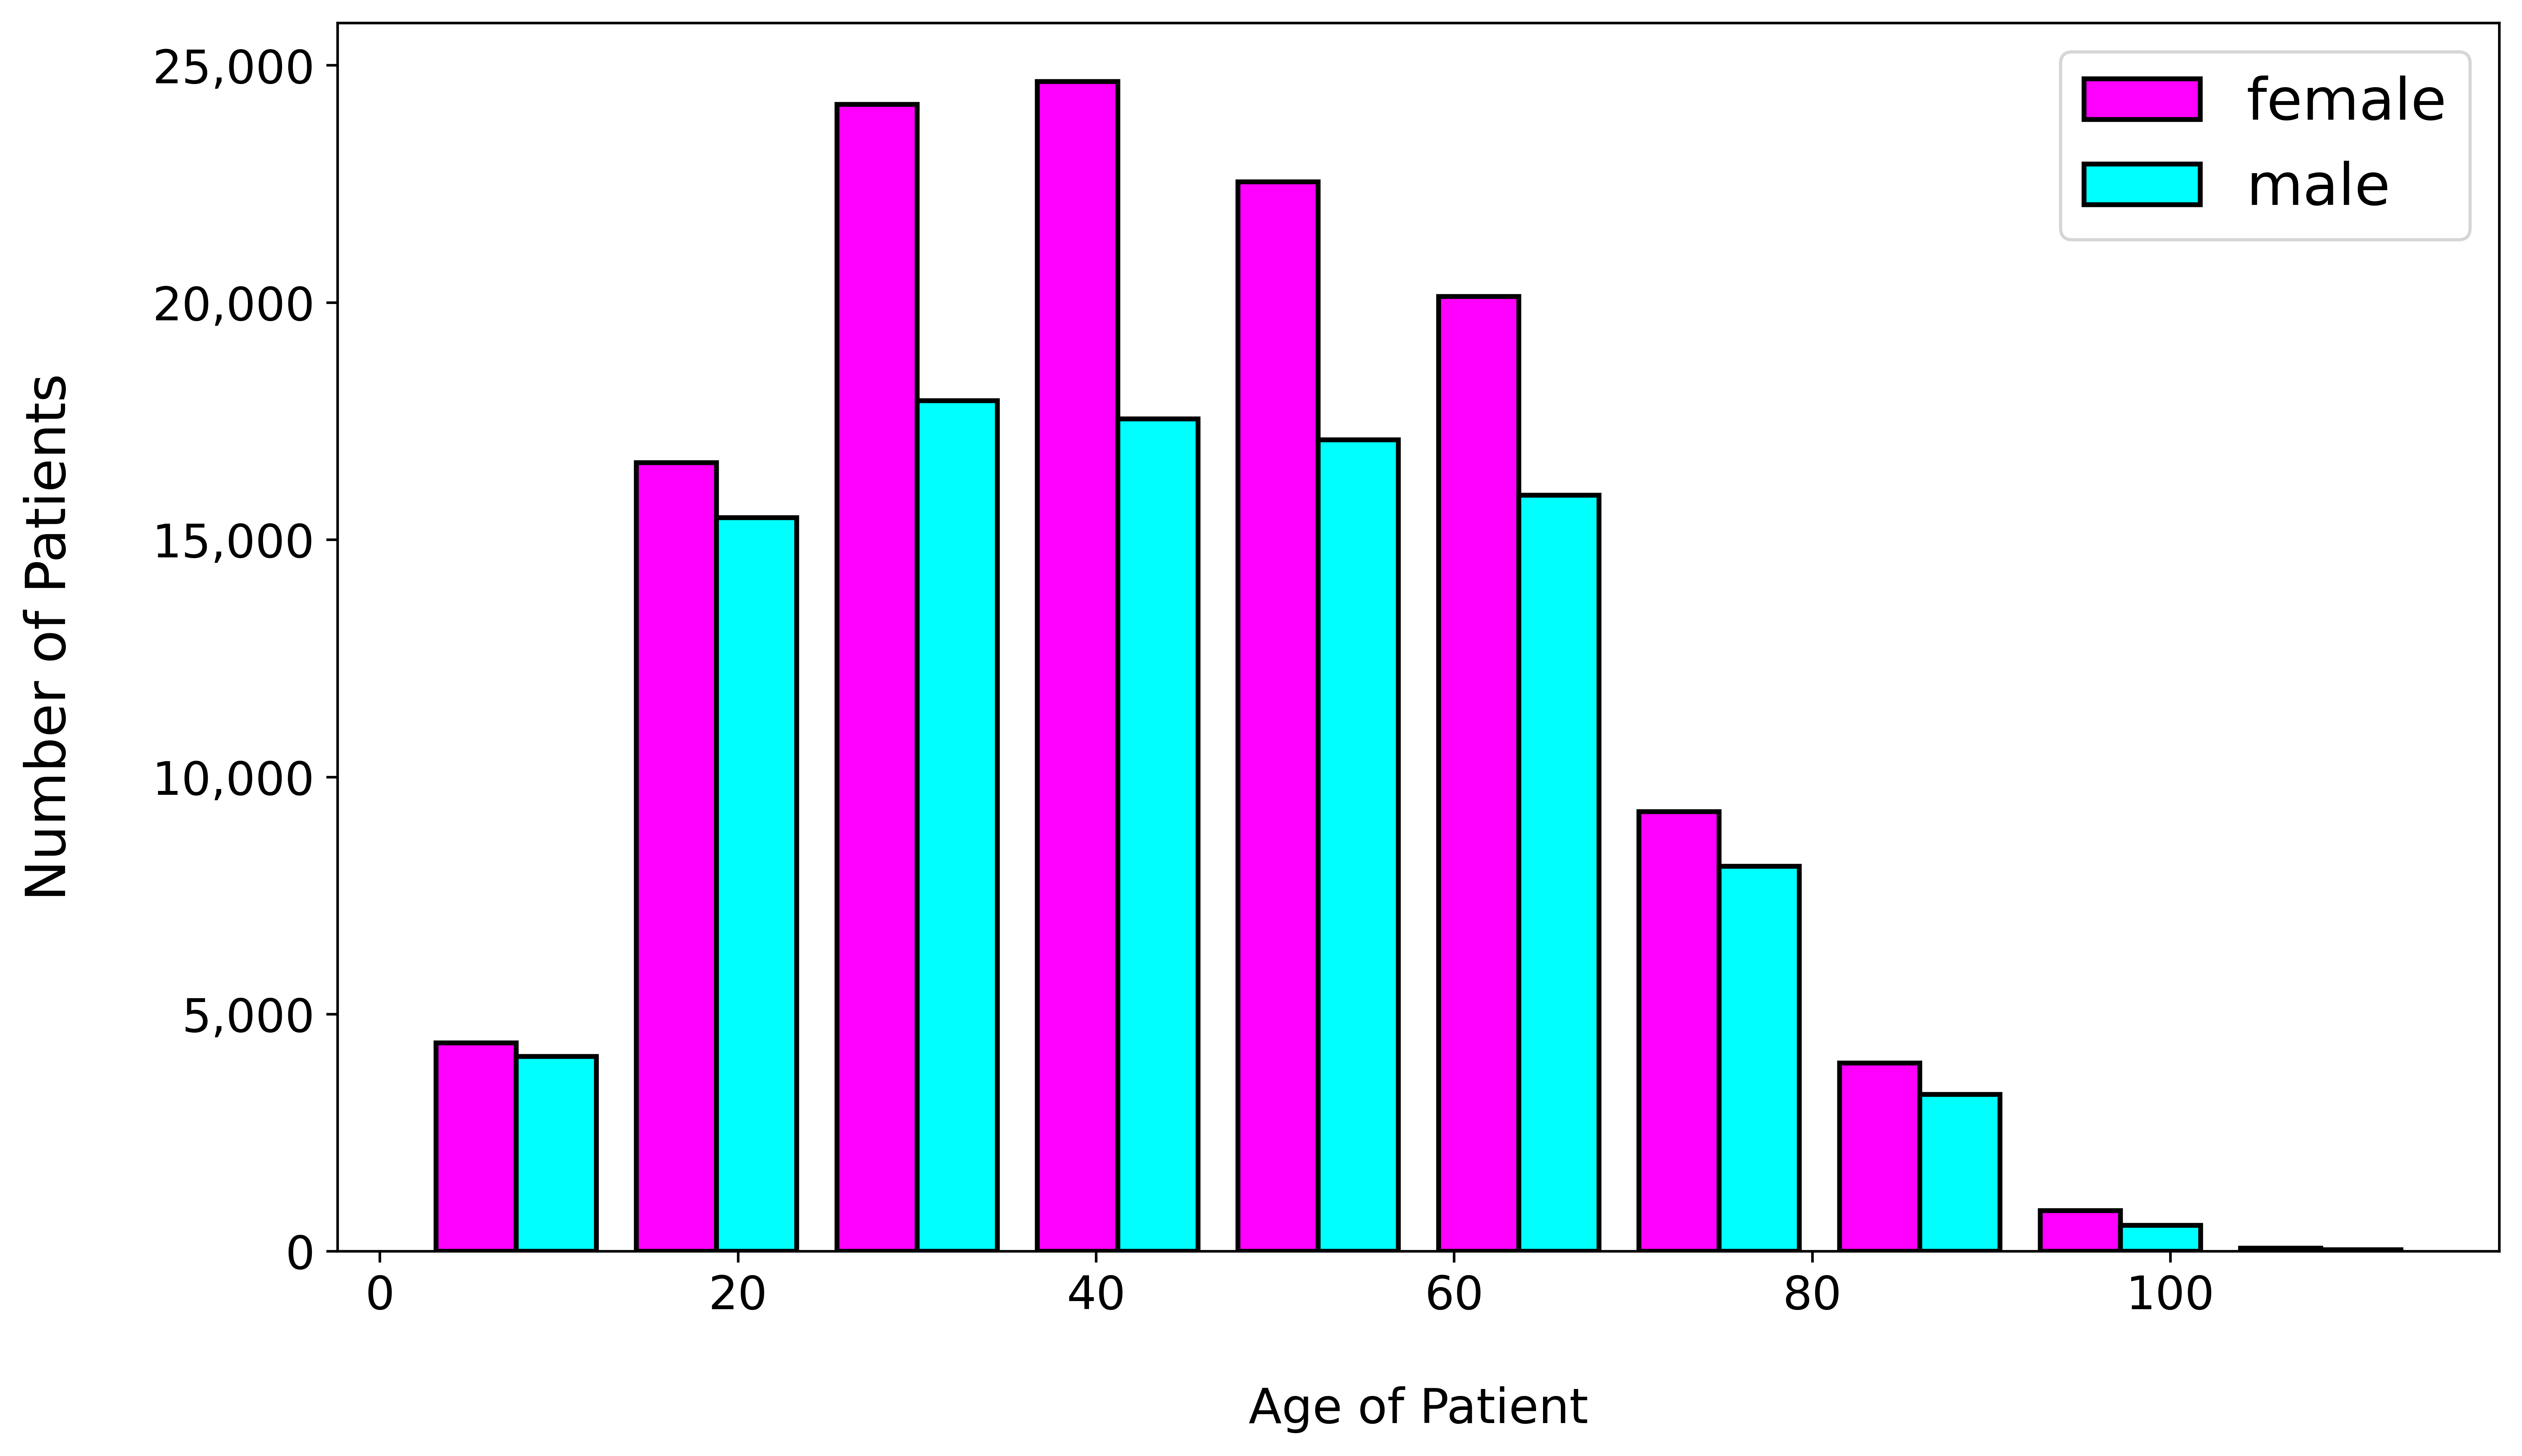 25,000
20,000
15,000
10,000
5,000
0
Number of Patients
female
male
0 20 40 60 80 100
Age of Patient